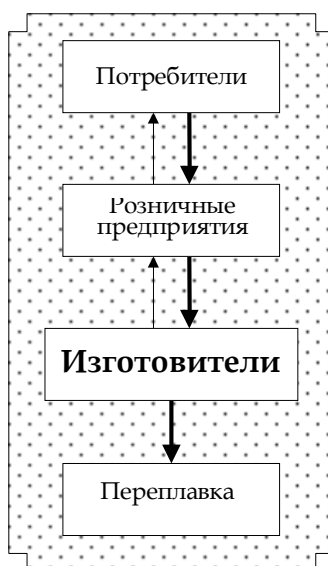 Потребители
Розничные
предприятия
Изготовители
Переплавка